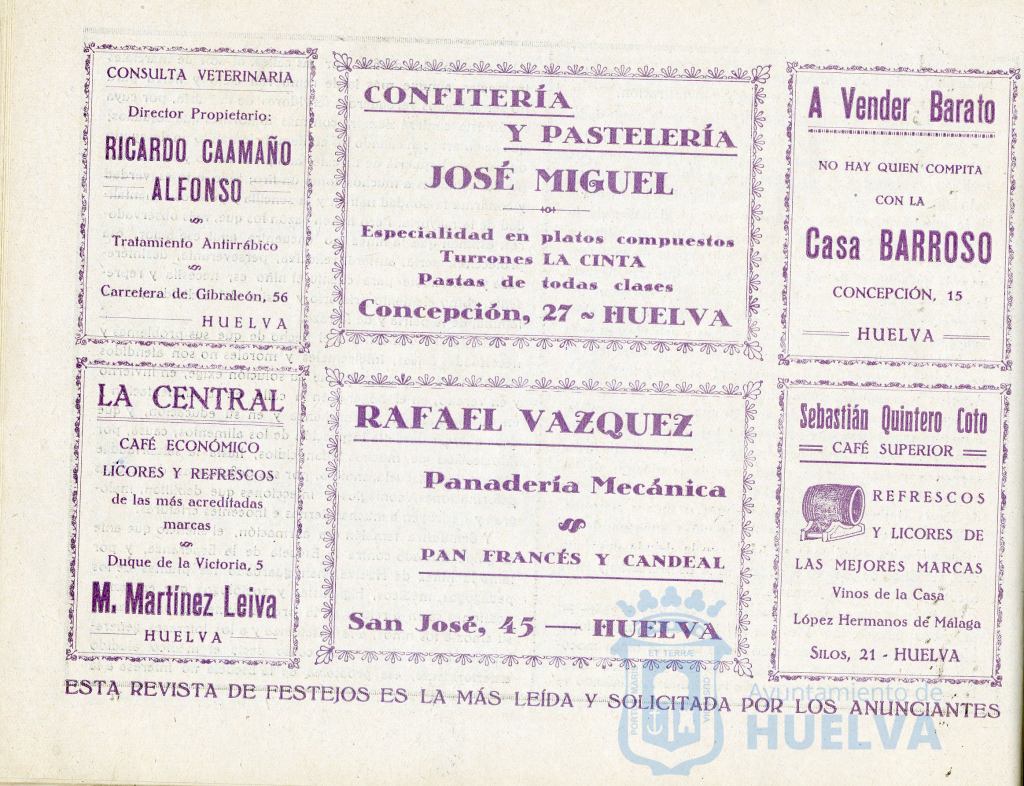 CONSULTA VETERINARIA
Director Propietario:
RICARDO CAAMAÑO
ALFONSO
Tratamiento Antirrábico
Carretera de Gibraleón, 56
HUELVA
CONFITERÍA
Y PASTELERÍA
JOSÉ MIGUEL
Especialidad en platos compuestos
Turrones LA CINTA
Pastas de todas clases
Concepción, 27 ~ HUELVA
A Vender Barato
NO HAY QUIEN COMPITA
CON LA
Casa BARROSO
CONCEPCIÓN, 15
HUELVA
LA CENTRAL
CAFÉ ECONÓMICO
LICORES Y REFRESCOS
de las más acreditadas
marcas
Duque de la Victoria, 5
M. Martínez Leiva
HUELVA
RAFAEL VAZQUEZ
Panadería Mecánica
PAN FRANCÉS Y CANDEAL
San José, 45 — HUELVA
Sebastián Quintero Coto
CAFÉ SUPERIOR
REFRESCOS
Y LICORES DE
LAS MEJORES MARCAS
Vinos de la Casa
López Hermanos de Málaga
SILOS, 21 - HUELVA
ESTA REVISTA DE FESTEJOS ES LA MÁS LEÍDA Y SOLICITADA POR LOS ANUNCIANTES
Ayuntamiento de
HUELVA